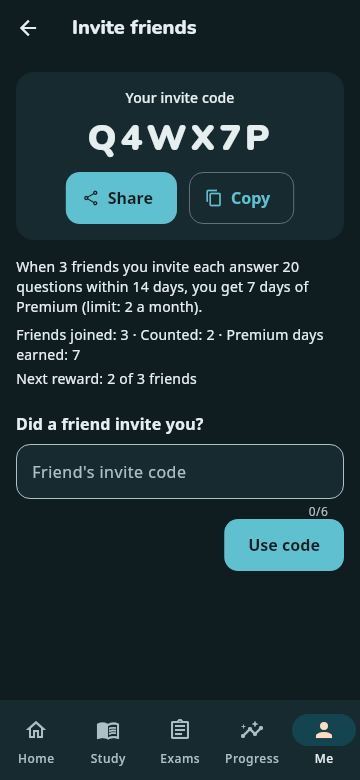 Invite friends
Your invite code
Q4WX7P
Share
Copy
When 3 friends you invite each answer 20
questions within 14 days, you get 7 days of
Premium (limit: 2 a month).
Friends joined: 3 · Counted: 2 · Premium days
earned: 7
Next reward: 2 of 3 friends
Did a friend invite you?
Friend's invite code
0/6
Use code
Home
Study
Exams
Progress
Me